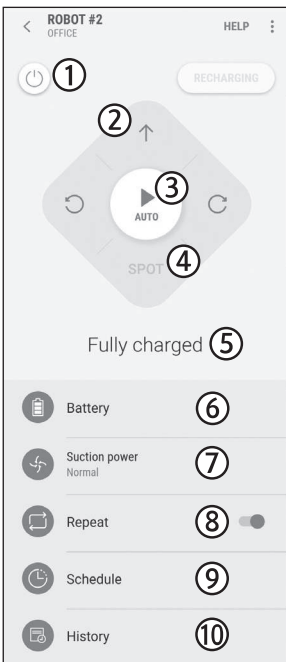 ROBOT #2
OFFICE
HELP
①
RECHARGING
②
③
AUTO
SPOT ④
Fully charged ⑤
Battery ⑥
Suction power
Normal
⑦
Repeat ⑧
Schedule ⑨
History ⑩